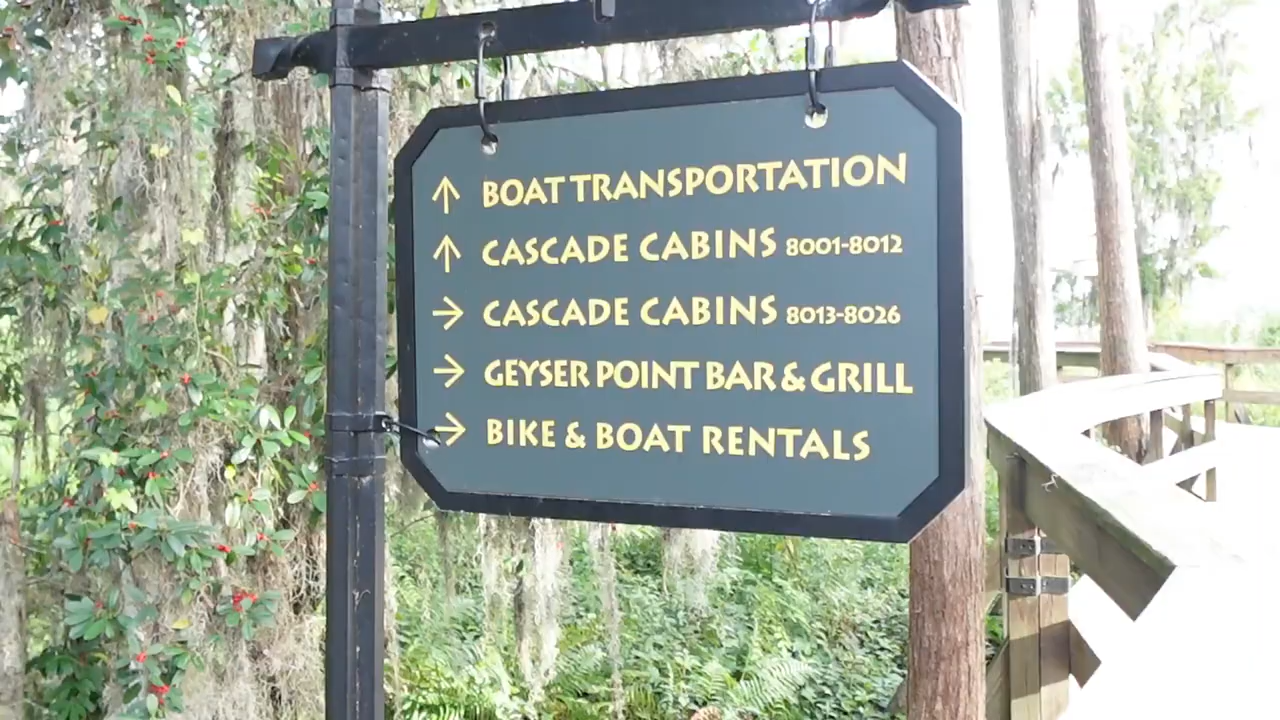 ↑ BOAT TRANSPORTATION
↑ CASCADE CABINS 8001-8012
→ CASCADE CABINS 8013-8026
→ GEYSER POINT BAR & GRILL
→ BIKE & BOAT RENTALS